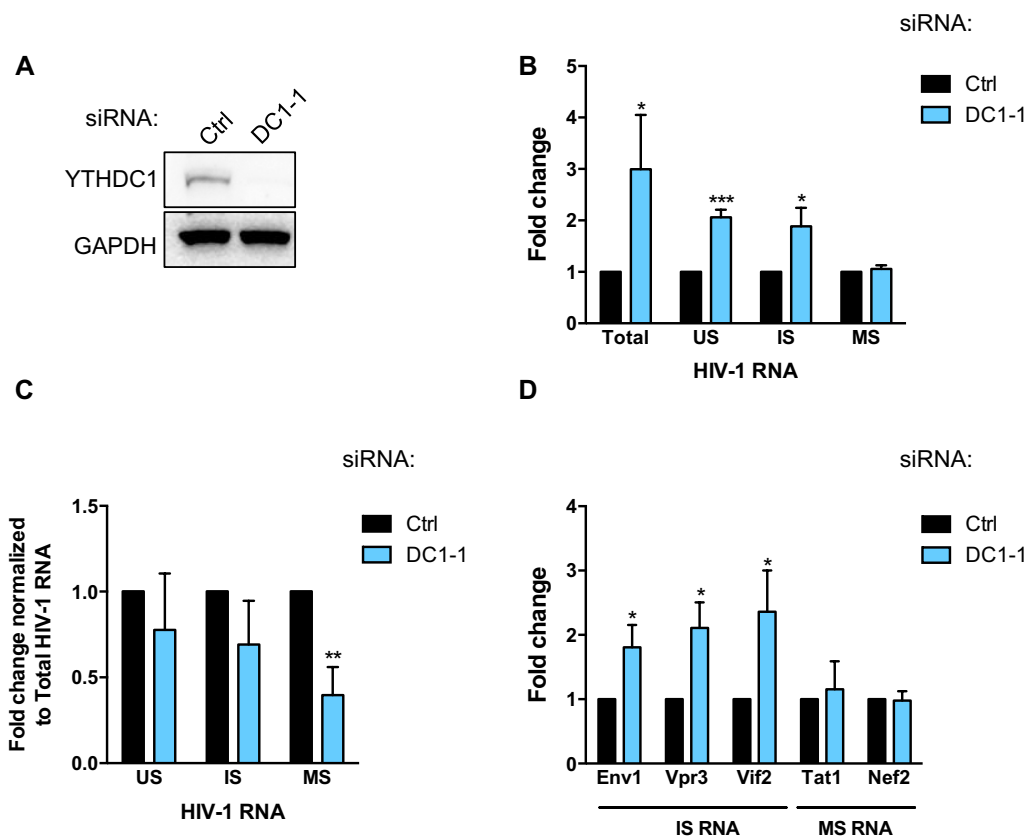 A
siRNA:
Ctrl
DC1-1
YTHDC1
GAPDH
B
siRNA:
Ctrl
DC1-1
Fold change
5
4
3
2
1
0
*
***
*
Total US IS MS
HIV-1 RNA
C
siRNA:
Ctrl
DC1-1
Fold change normalized
to Total HIV-1 RNA
1.5
1.0
0.5
0.0
**
US IS MS
HIV-1 RNA
D
siRNA:
Ctrl
DC1-1
Fold change
4
3
2
1
0
*
*
*
Env1 Vpr3 Vif2 Tat1 Nef2
IS RNA MS RNA